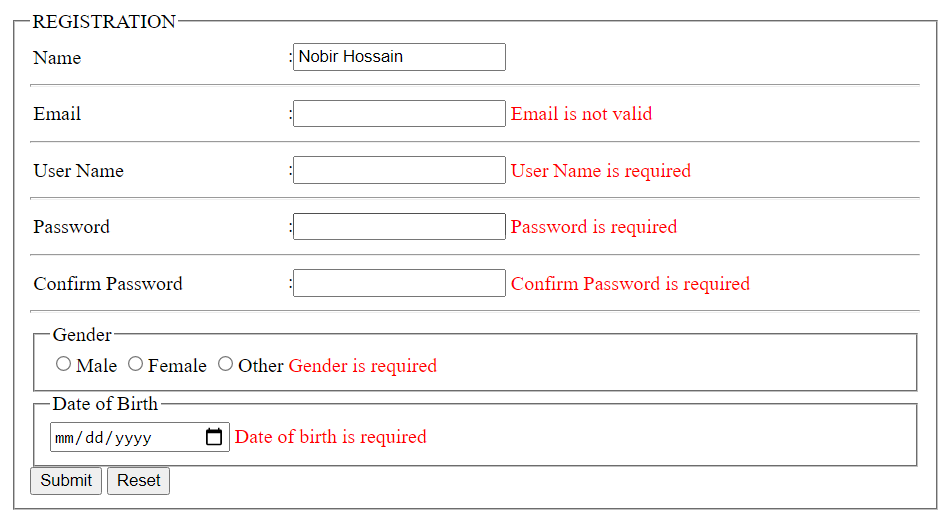 REGISTRATION
Name :Nobir Hossain
Email : Email is not valid
User Name : User Name is required
Password : Password is required
Confirm Password : Confirm Password is required
Gender
Male Female Other Gender is required
Date of Birth
mm/dd/yyyy Date of birth is required
Submit Reset